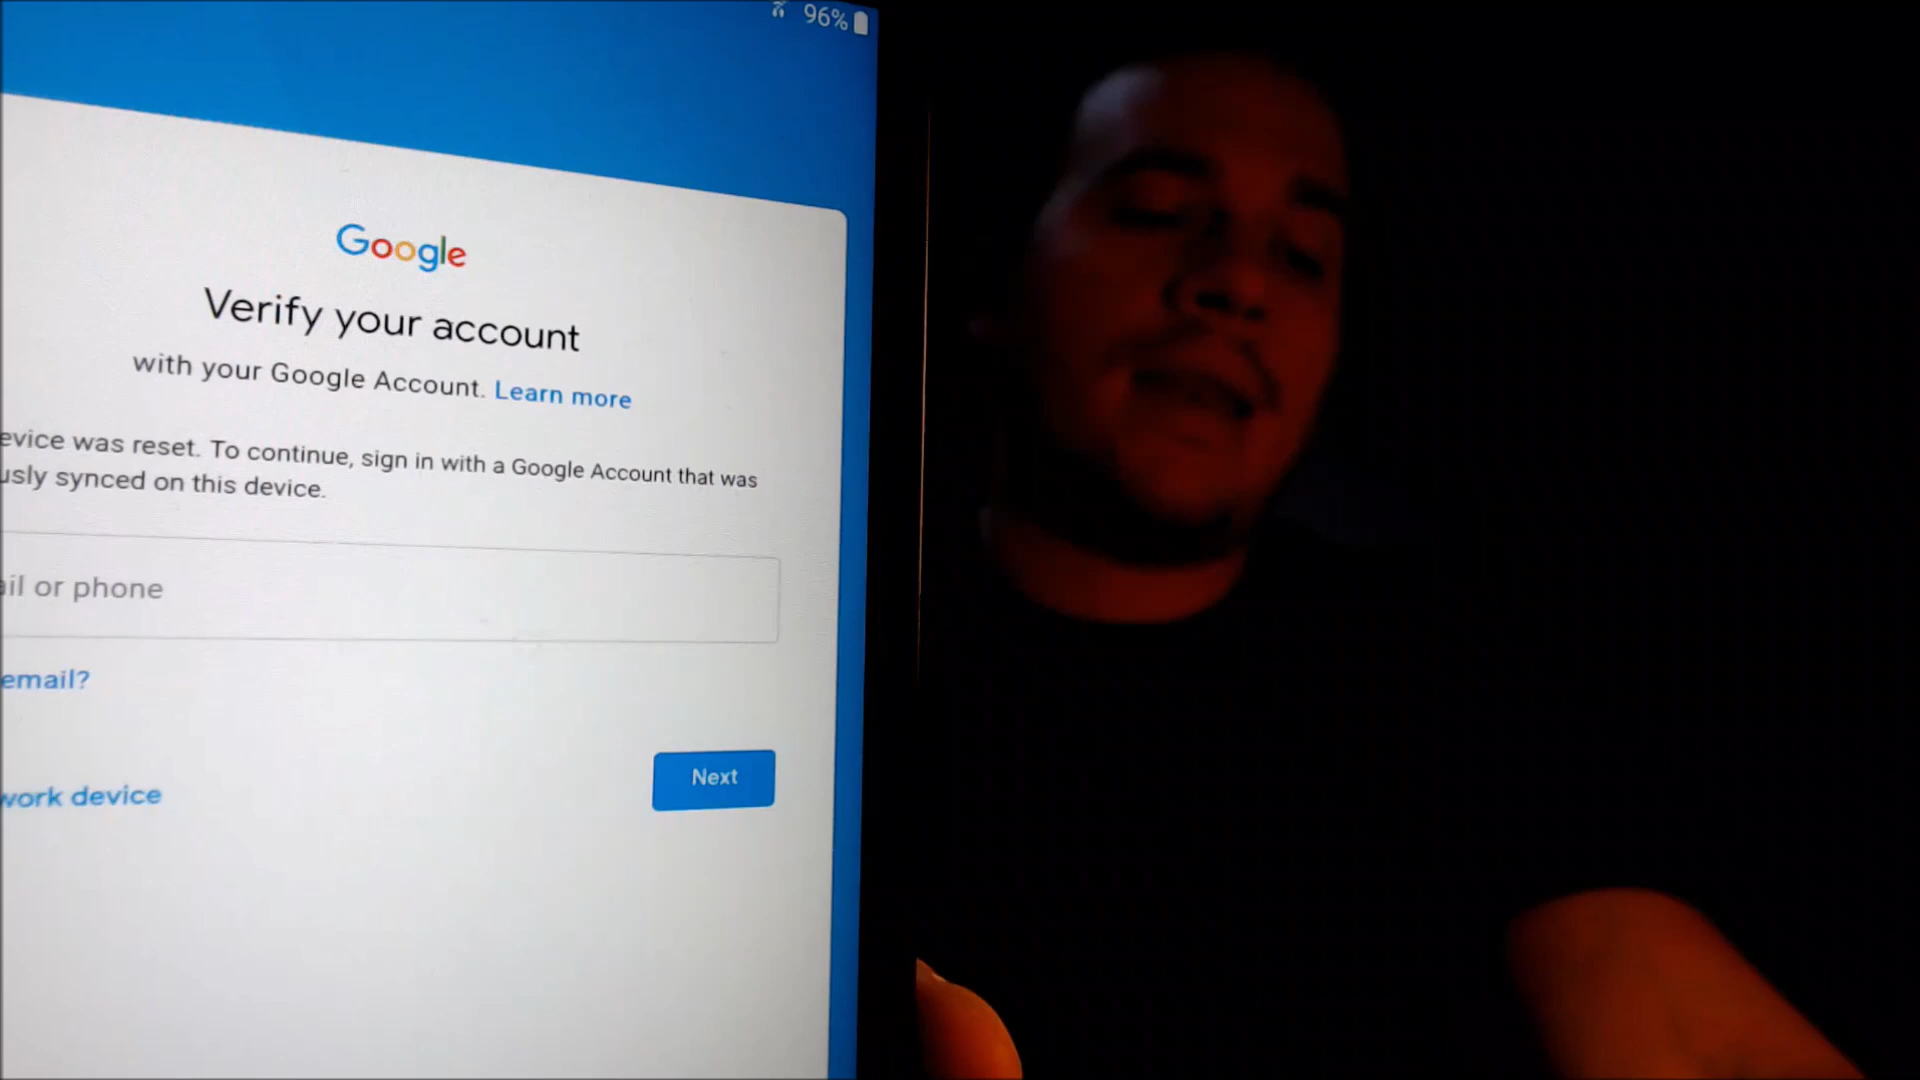 96%
Google
Verify your account
with your Google Account. Learn more
evice was reset. To continue, sign in with a Google Account that was
usly synced on this device.
ail or phone
email?
Next
work device